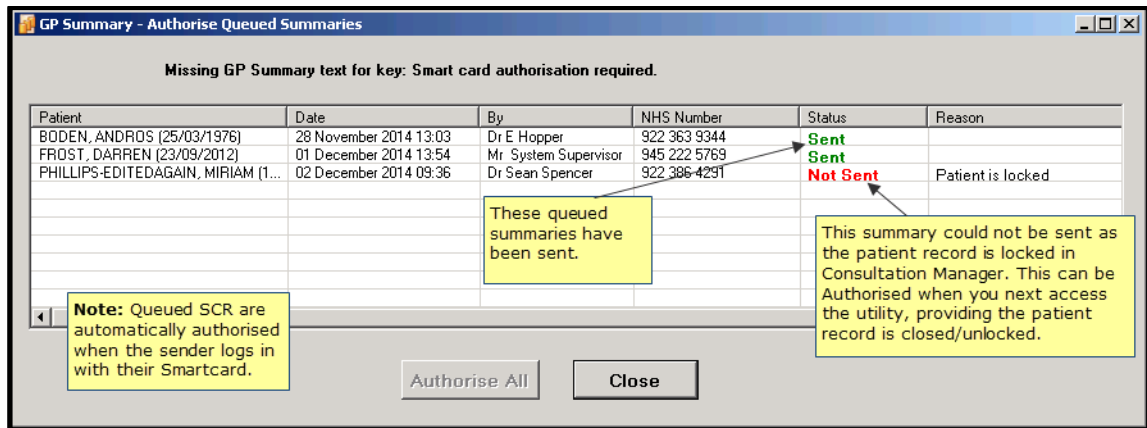 GP Summary - Authorise Queued Summaries
Missing GP Summary text for key: Smart card authorisation required.
Patient Date By NHS Number Status Reason
BODEN, ANDROS (25/03/1976) 28 November 2014 13:03 Dr E Hopper 922 363 9344 Sent
FROST, DARREN (23/09/2012) 01 December 2014 13:54 Mr System Supervisor 945 222 5769 Sent
PHILLIPS-EDITEDAGAIN, MIRIAM (1... 02 December 2014 09:36 Dr Sean Spencer 922 386 4291 Not Sent Patient is locked
These queued
summaries have
been sent.
This summary could not be sent as
the patient record is locked in
Consultation Manager. This can be
Authorised when you next access
the utility, providing the patient
record is closed/unlocked.
Note: Queued SCR are
automatically authorised
when the sender logs in
with their Smartcard.
Authorise All Close